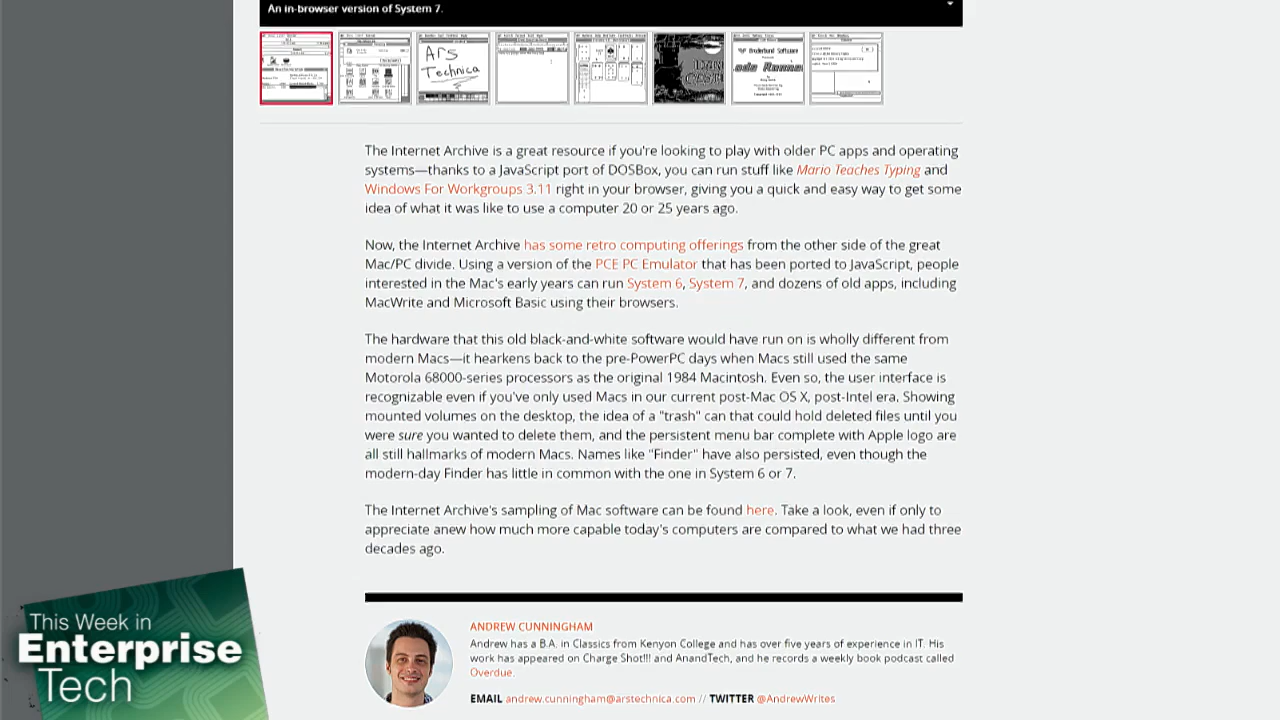 An in-browser version of System 7.
Ars
Technica
The Internet Archive is a great resource if you're looking to play with older PC apps and operating
systems—thanks to a JavaScript port of DOSBox, you can run stuff like Mario Teaches Typing and
Windows For Workgroups 3.11 right in your browser, giving you a quick and easy way to get some
idea of what it was like to use a computer 20 or 25 years ago.
Now, the Internet Archive has some retro computing offerings from the other side of the great
Mac/PC divide. Using a version of the PCE PC Emulator that has been ported to JavaScript, people
interested in the Mac's early years can run System 6, System 7, and dozens of old apps, including
MacWrite and Microsoft Basic using their browsers.
The hardware that this old black-and-white software would have run on is wholly different from
modern Macs—it hearkens back to the pre-PowerPC days when Macs still used the same
Motorola 68000-series processors as the original 1984 Macintosh. Even so, the user interface is
recognizable even if you've only used Macs in our current post-Mac OS X, post-Intel era. Showing
mounted volumes on the desktop, the idea of a "trash" can that could hold deleted files until you
were sure you wanted to delete them, and the persistent menu bar complete with Apple logo are
all still hallmarks of modern Macs. Names like "Finder" have also persisted, even though the
modern-day Finder has little in common with the one in System 6 or 7.
The Internet Archive's sampling of Mac software can be found here. Take a look, even if only to
appreciate anew how much more capable today's computers are compared to what we had three
decades ago.
ANDREW CUNNINGHAM
Andrew has a B.A. in Classics from Kenyon College and has over five years of experience in IT. His
work has appeared on Charge Shot!!! and AnandTech, and he records a weekly book podcast called
Overdue.
EMAIL andrew.cunningham@arstechnica.com // TWITTER @AndrewWrites
This Week in
Enterprise
Tech